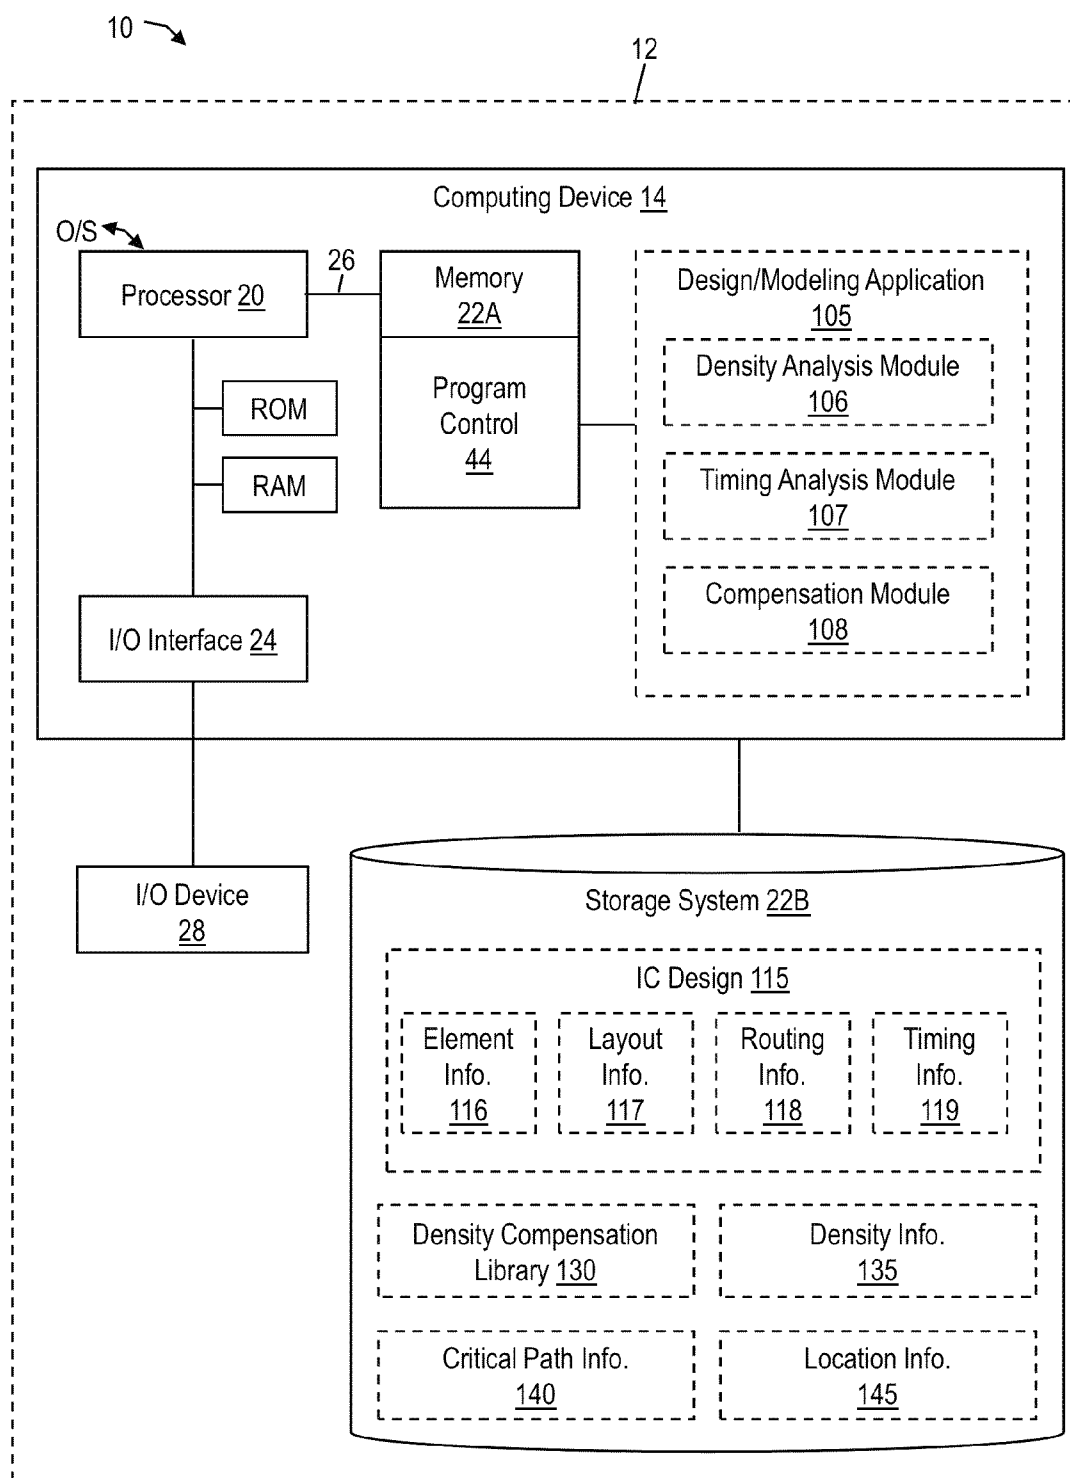 10
12
Computing Device 14
O/S
Processor 20
26
Memory
22A
Program
Control
44
ROM
RAM
I/O Interface 24
Design/Modeling Application
105
Density Analysis Module
106
Timing Analysis Module
107
Compensation Module
108
I/O Device
28
Storage System 22B
IC Design 115
Element
Info.
116
Layout
Info.
117
Routing
Info.
118
Timing
Info.
119
Density Compensation
Library 130
Density Info.
135
Critical Path Info.
140
Location Info.
145